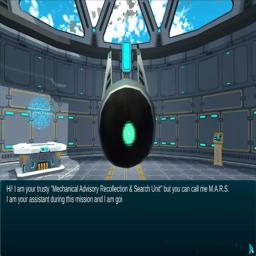 Hi! I am your trusty "Mechanical Advisory Recollection & Search Unit" but you can call me M.A.R.S.
I am your assistant during this mission and I am goi